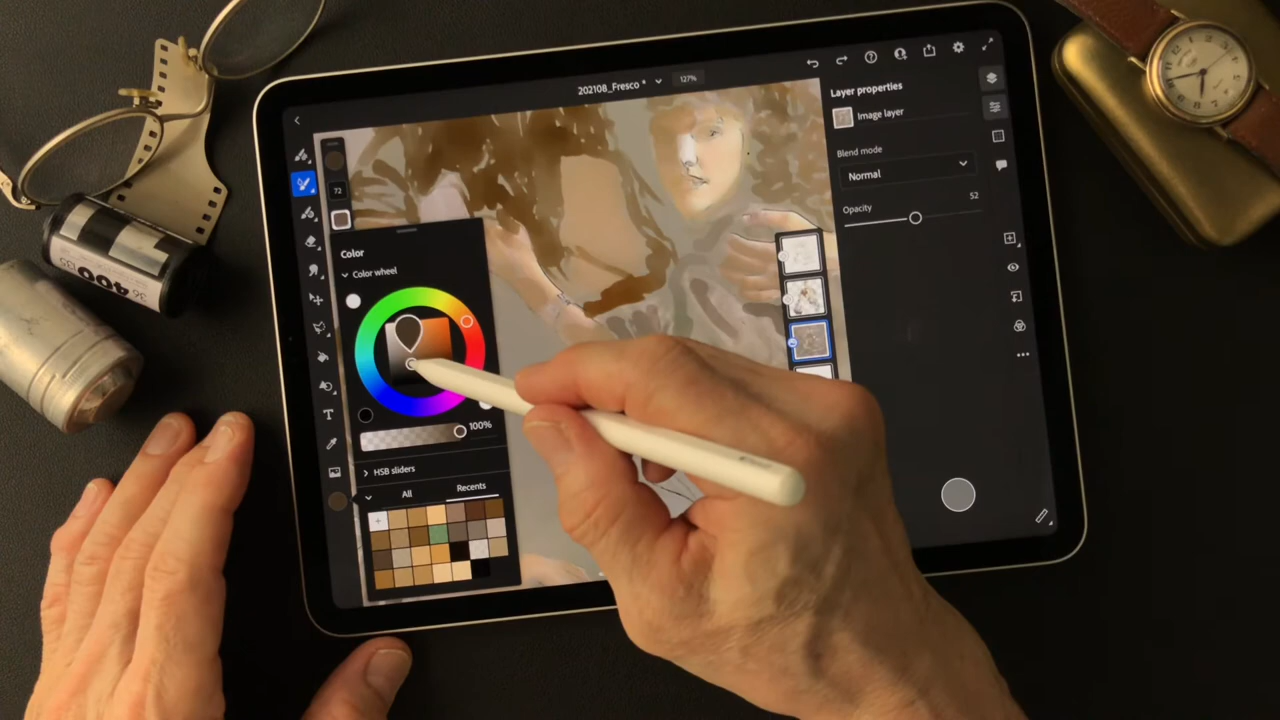 202108_Fresco *
127%
Layer properties
Image layer
Blend mode
Normal
Opacity
52
72
Color
Color wheel
100%
HSB sliders
All
Recents
T
400
36